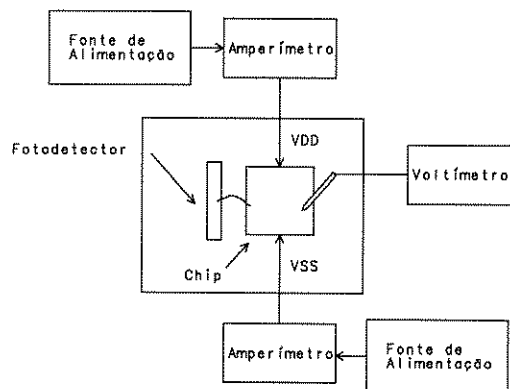 Fonte de
Alimentação
Amperímetro
VDD
Fotodetector
Voltímetro
Chip
VSS
Amperímetro
Fonte de
Alimentação